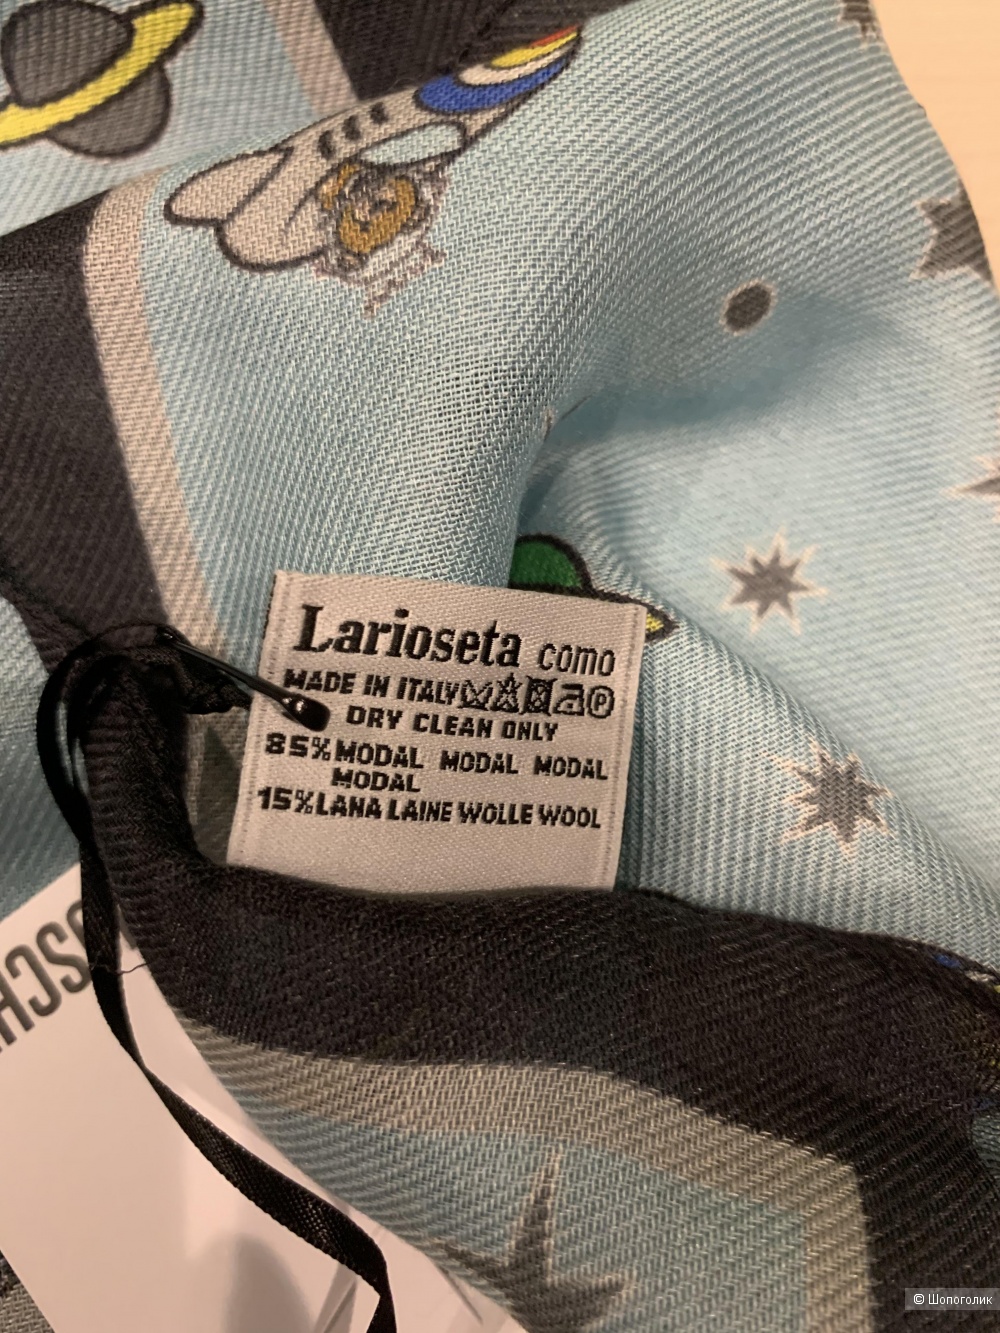 Larioseta como
MADE IN ITALY
DRY CLEAN ONLY
85% MODAL MODAL MODAL
MODAL
15% LANA LAINE WOLLE WOOL
© Шопоголик